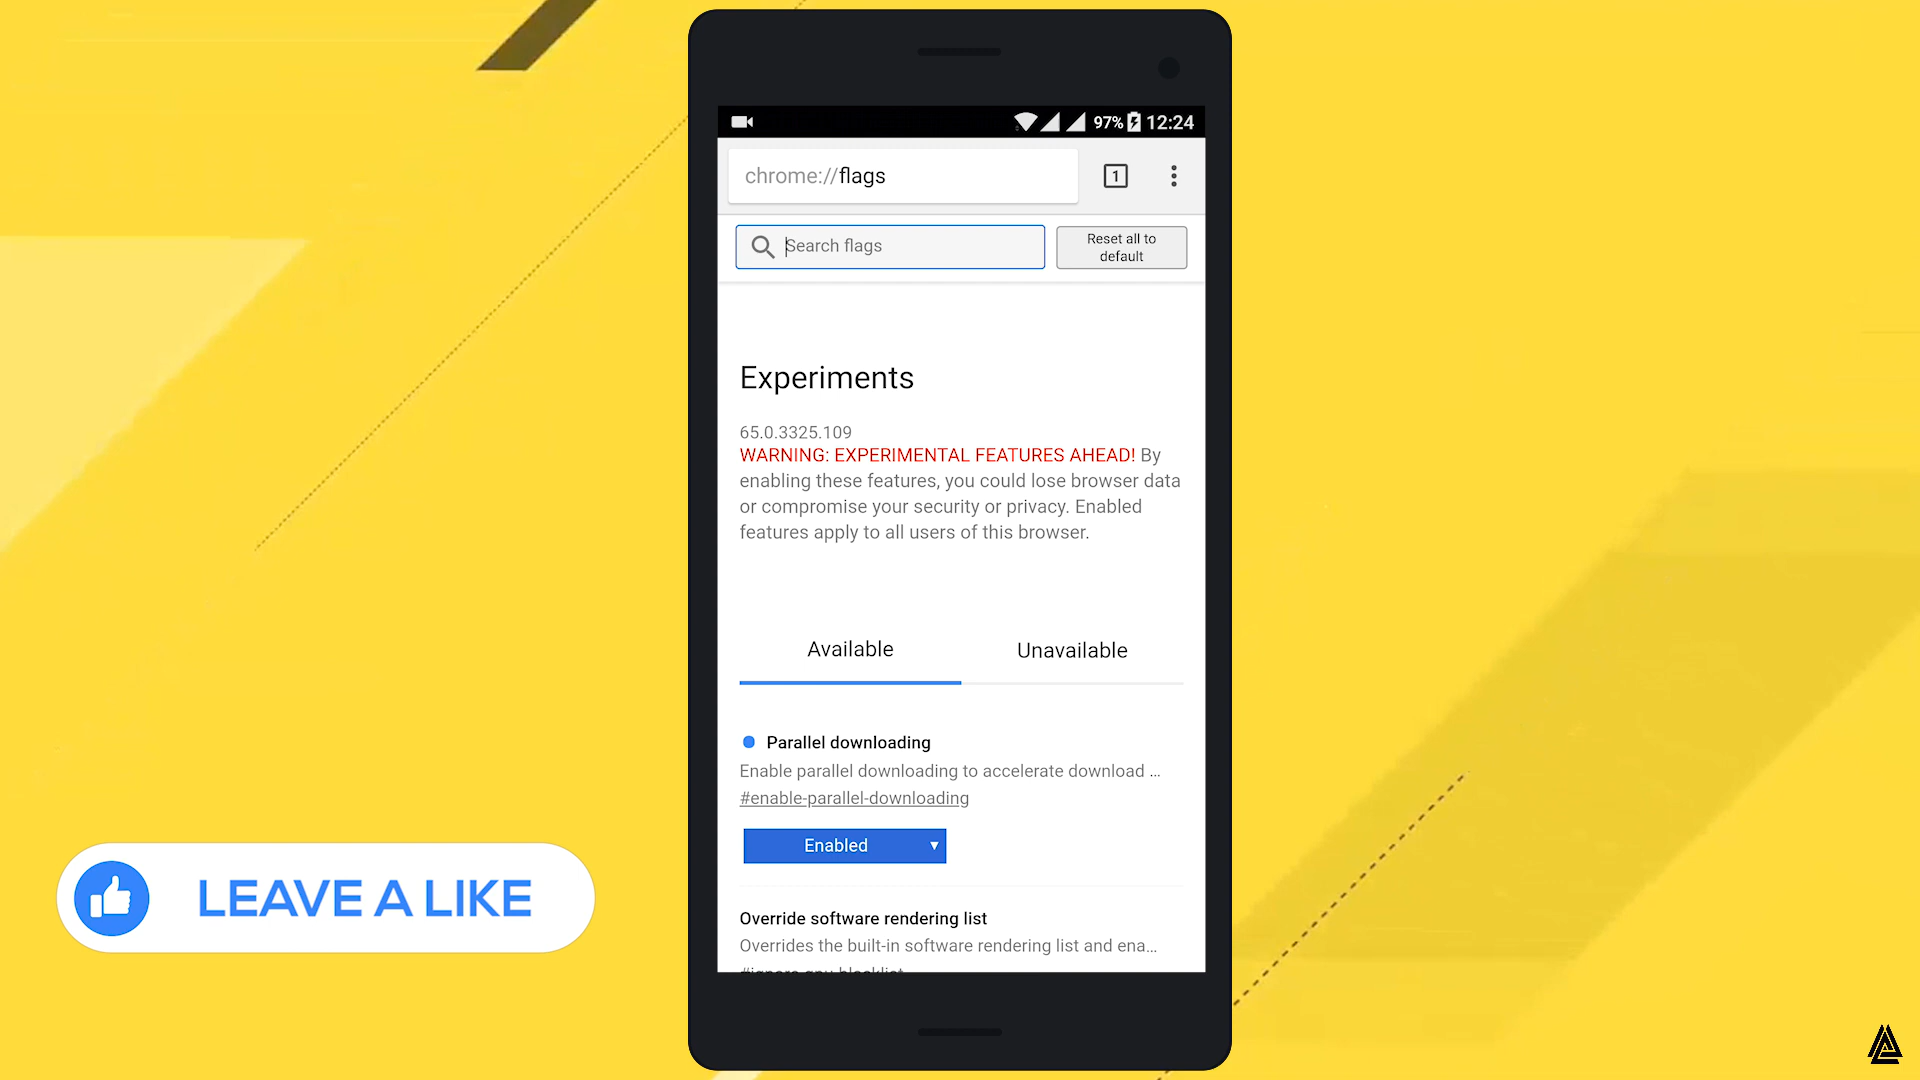 97% 12:24
chrome://flags
1
Search flags
Reset all to
default
Experiments
65.0.3325.109
WARNING: EXPERIMENTAL FEATURES AHEAD! By
enabling these features, you could lose browser data
or compromise your security or privacy. Enabled
features apply to all users of this browser.
Available
Unavailable
Parallel downloading
Enable parallel downloading to accelerate download ...
#enable-parallel-downloading
Enabled
Override software rendering list
Overrides the built-in software rendering list and ena...
#ignore-gpu-blacklist
LEAVE A LIKE